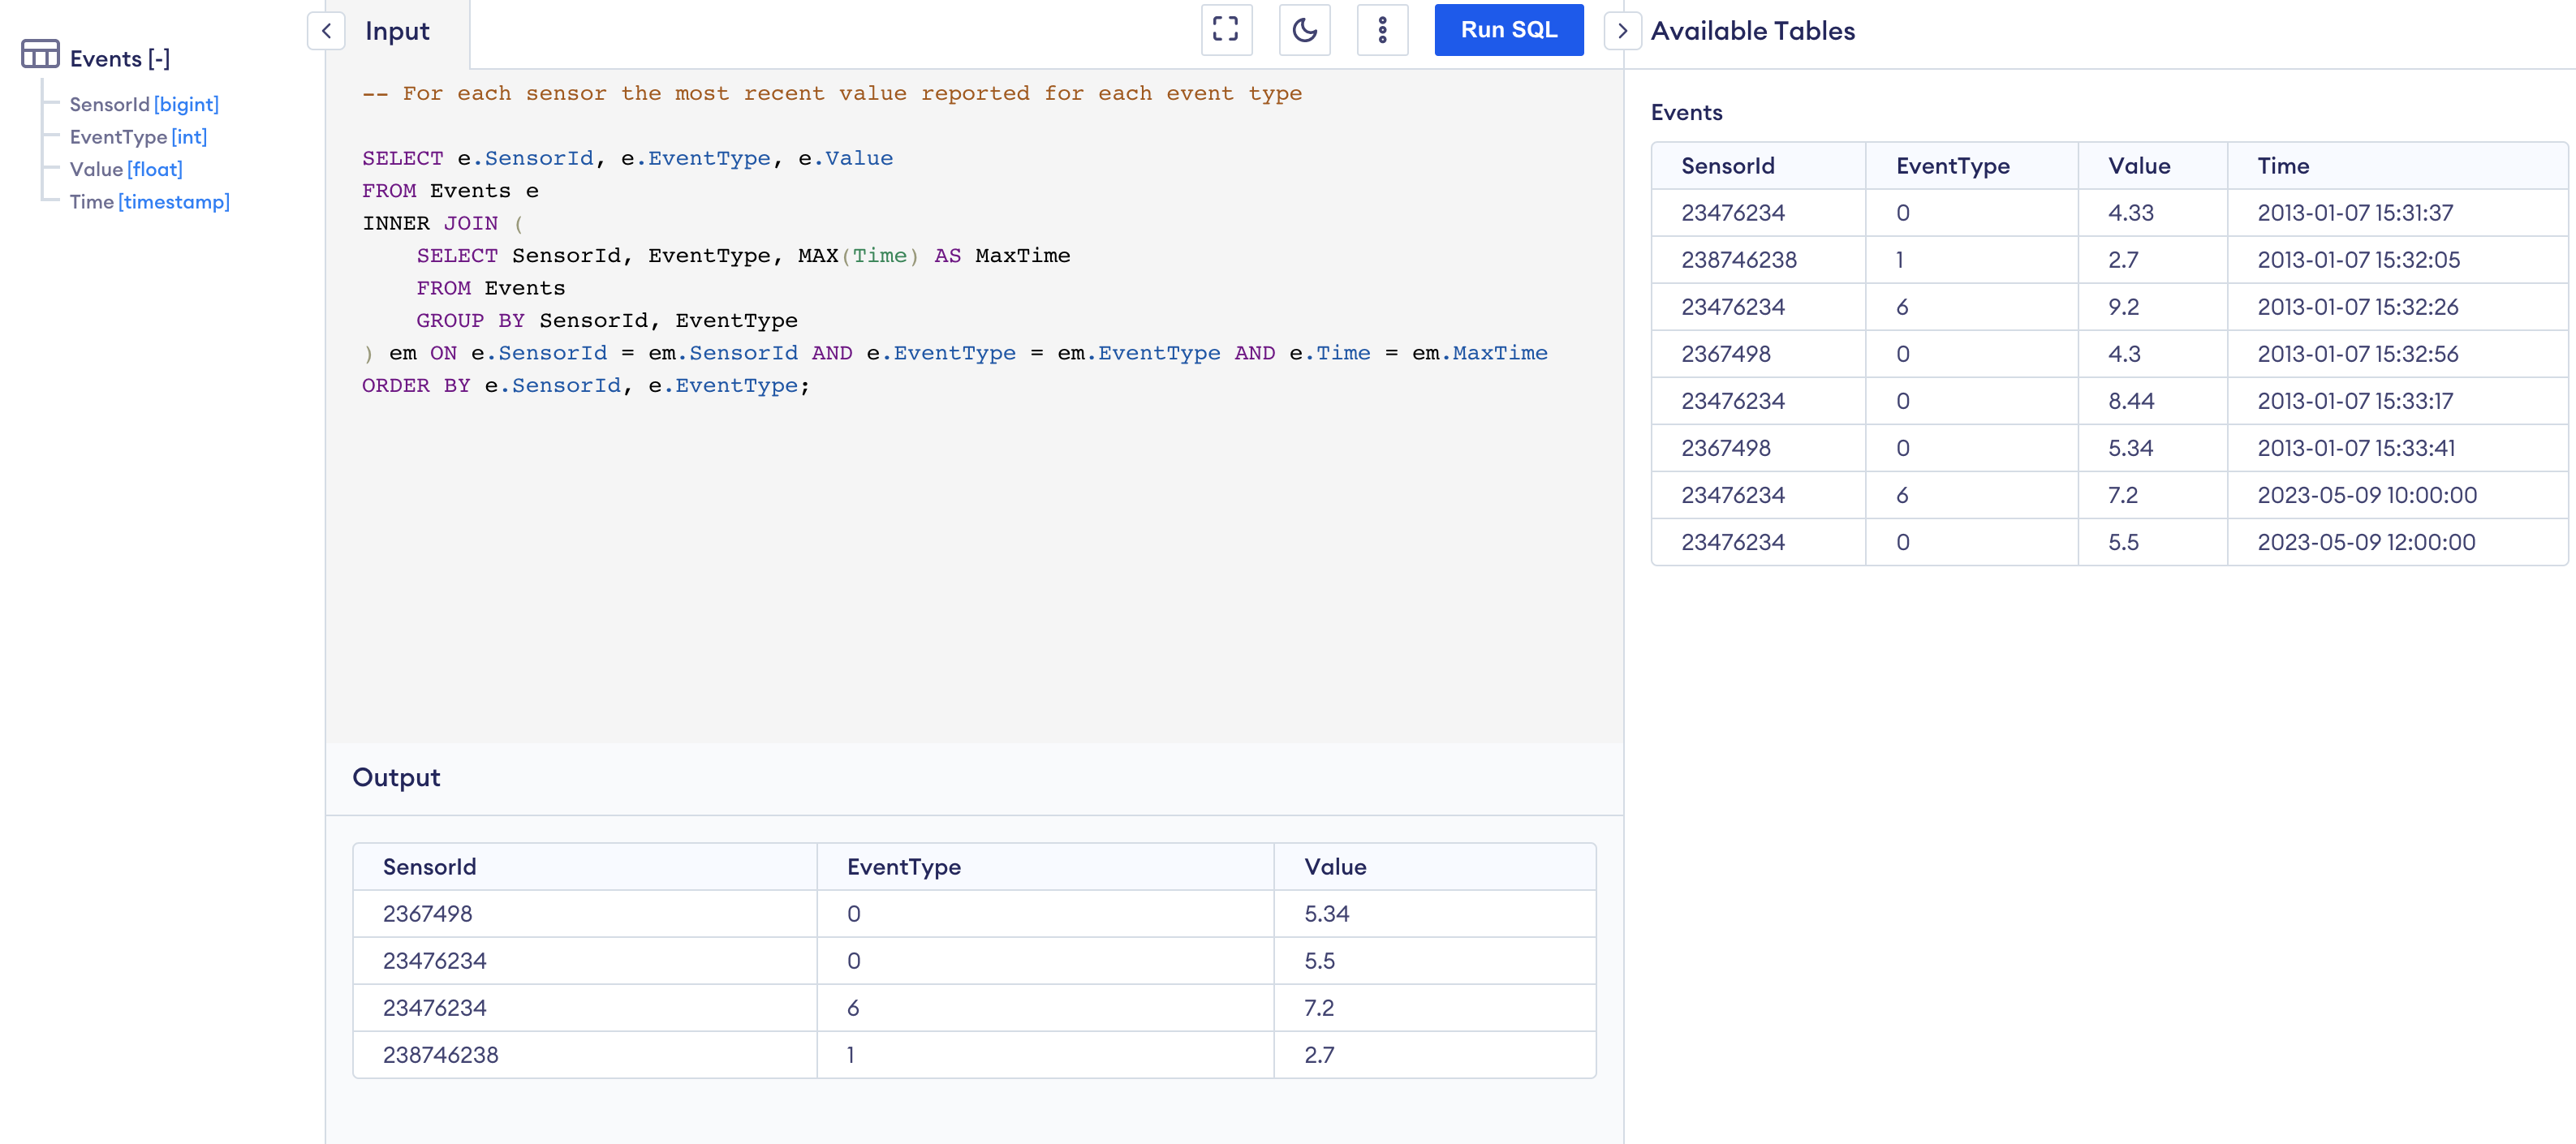 Events [-]
SensorId [bigint]
EventType [int]
Value [float]
Time [timestamp]
Input
Run SQL
-- For each sensor the most recent value reported for each event type
SELECT e.SensorId, e.EventType, e.Value
FROM Events e
INNER JOIN (
SELECT SensorId, EventType, MAX(Time) AS MaxTime
FROM Events
GROUP BY SensorId, EventType
) em ON e.SensorId = em.SensorId AND e.EventType = em.EventType AND e.Time = em.MaxTime
ORDER BY e.SensorId, e.EventType;
Output
SensorId EventType Value
2367498 0 5.34
23476234 0 5.5
23476234 6 7.2
238746238 1 2.7
Available Tables
Events
SensorId EventType Value Time
23476234 0 4.33 2013-01-07 15:31:37
238746238 1 2.7 2013-01-07 15:32:05
23476234 6 9.2 2013-01-07 15:32:26
2367498 0 4.3 2013-01-07 15:32:56
23476234 0 8.44 2013-01-07 15:33:17
2367498 0 5.34 2013-01-07 15:33:41
23476234 6 7.2 2023-05-09 10:00:00
23476234 0 5.5 2023-05-09 12:00:00